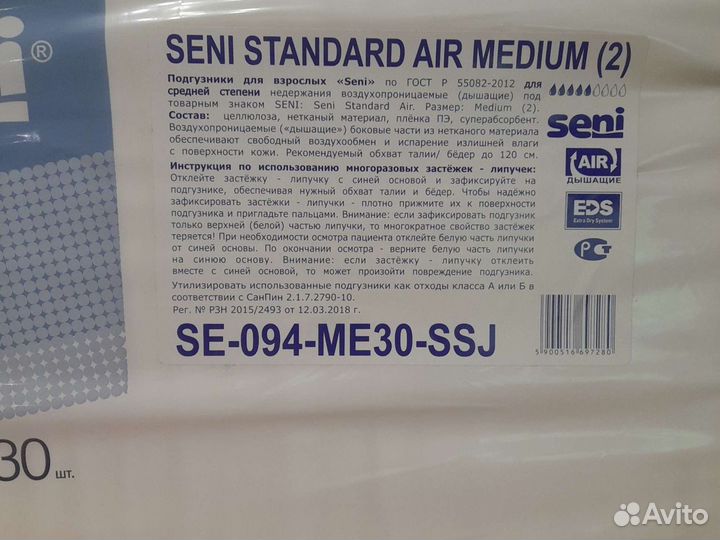 ni®
SENI STANDARD AIR MEDIUM (2)
Подгузники для взрослых «Seni» по ГОСТ Р 55082-2012 для
средней степени недержания воздухопроницаемые (дышащие) под
товарным знаком SENI: Seni Standard Air. Размер: Medium (2).
Состав: целлюлоза, нетканый материал, плёнка ПЭ, суперабсорбент.
Воздухопроницаемые («дышащие») боковые части из нетканого материала
обеспечивают свободный воздухообмен и испарение излишней влаги
с поверхности кожи. Рекомендуемый обхват талии/ бёдер до 120 см.
Инструкция по использованию многоразовых застёжек - липучек:
Отклейте застёжку - липучку с синей основой и зафиксируйте на
подгузнике, обеспечивая нужный обхват талии и бёдер. Чтобы надёжно
зафиксировать застёжки - липучки - плотно прижмите их к поверхности
подгузника и пригладьте пальцами. Внимание: если зафиксировать подгузник
только верхней (белой) частью липучки, то многократное свойство застёжек
теряется! При необходимости осмотра пациента отклейте белую часть липучки
от синей основы. По окончании осмотра - верните белую часть липучки
на синюю основу. Внимание: если застёжку - липучку отклеить
вместе с синей основой, то может произойти повреждение подгузника.
Утилизировать использованные подгузники как отходы класса А или Б в
соответствии с СанПин 2.1.7.2790-10.
Рег. № РЗН 2015/2493 от 12.03.2018 г.
SE-094-ME30-SSJ
seni
AIR
ДЫШАЩИЕ
EDS
Extra Dry System
РСТ
5 900516 697280
30 шт.
Avito